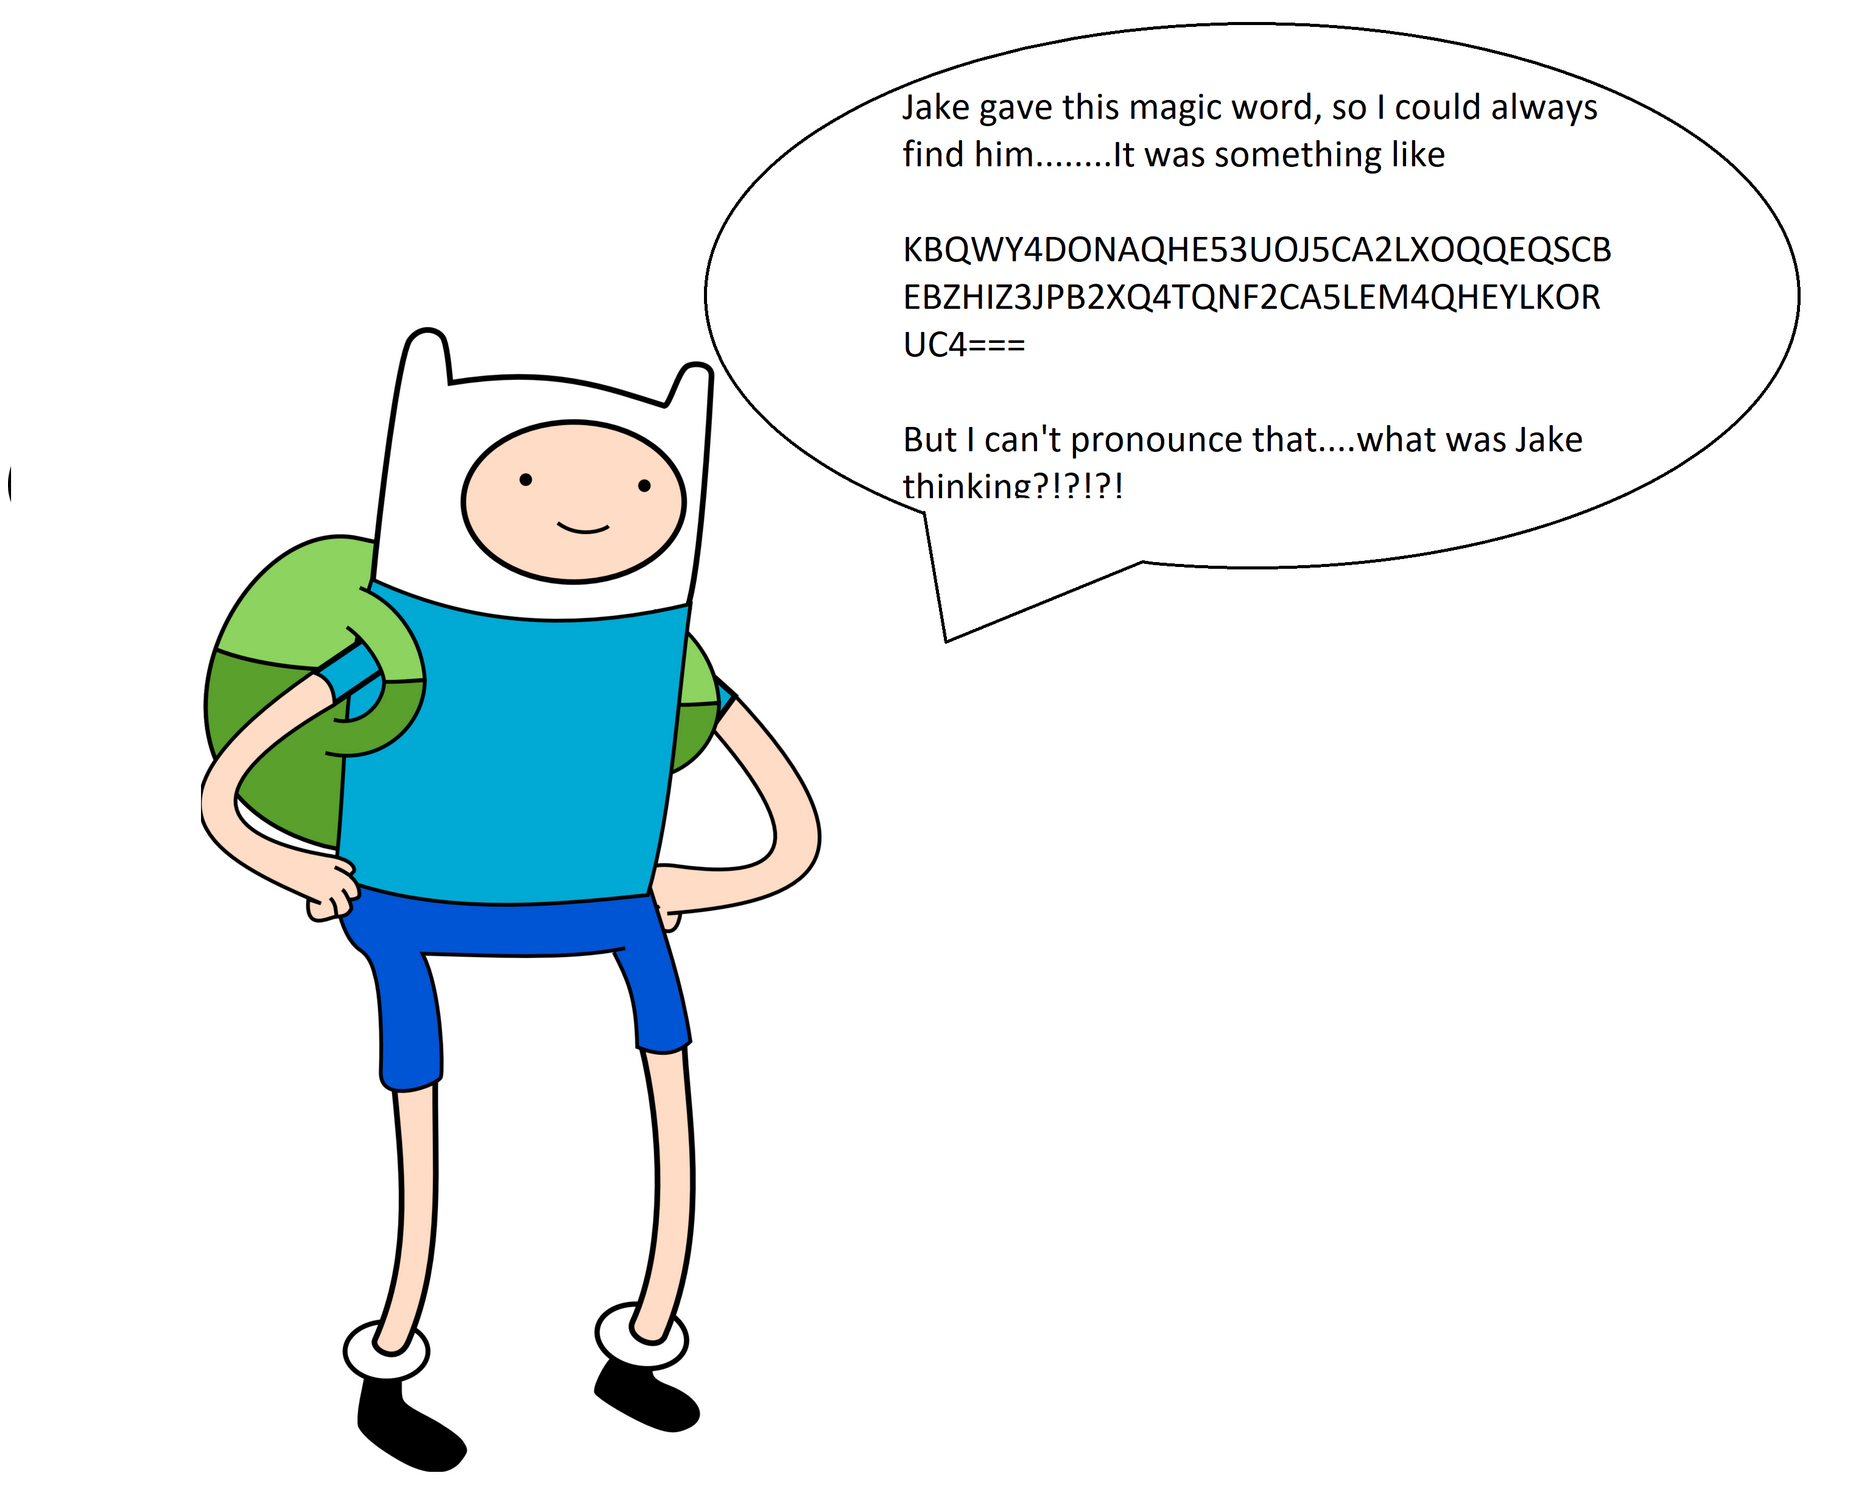 Jake gave this magic word, so I could always
find him........It was something like
KBQWY4DONAQHE53UOJ5CA2LXOQQEQSCB
EBZHIZ3JPB2XQ4TQNF2CA5LEM4QHEYLKOR
UC4===
But I can't pronounce that....what was Jake
thinking?!?!?!